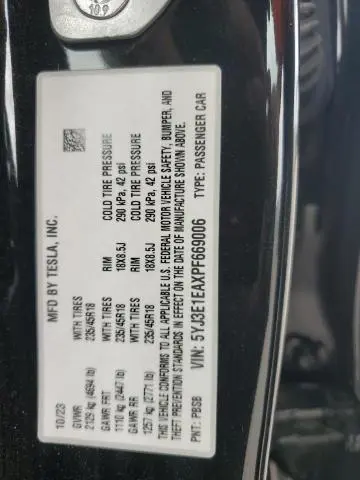 10.9
MFD BY TESLA, INC.
10/23
GVWR WITH TIRES RIM COLD TIRE PRESSURE
2129 kg (4694 lb) 235/45R18 18X8.5J 290 kPa, 42 psi
GAWR FRT WITH TIRES RIM COLD TIRE PRESSURE
1110 kg (2447 lb) 235/45R18 18X8.5J 290 kPa, 42 psi
GAWR RR
1257 kg (2771 lb)
THIS VEHICLE CONFORMS TO ALL APPLICABLE U.S. FEDERAL MOTOR VEHICLE SAFETY, BUMPER, AND
THEFT PREVENTION STANDARDS IN EFFECT ON THE DATE OF MANUFACTURE SHOWN ABOVE.
PNT: PBSB VIN: 5YJ3E1EAXPF669006 TYPE: PASSENGER CAR